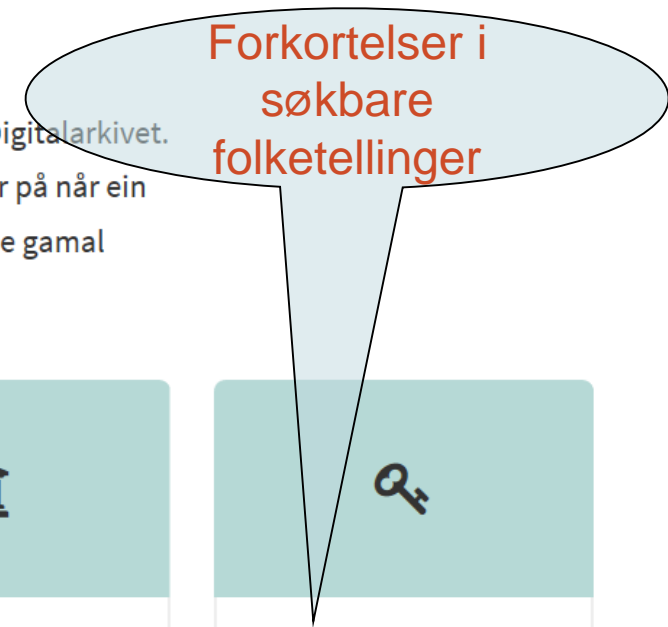 Forkortelser i
søkbare
folketellinger
igitalarkivet.
r på når ein
e gamal